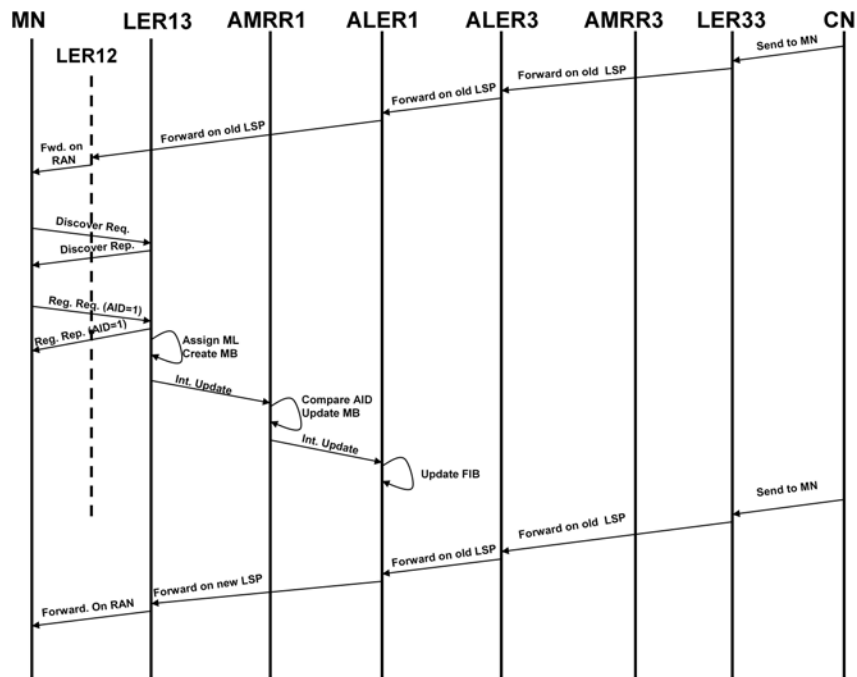 MN
LER13
AMRR1
ALER1
ALER3
AMRR3
LER33
CN
LER12
Send to MN
Forward on old LSP
Forward on old LSP
Forward on old LSP
Fwd. on
RAN
Discover Req.
Discover Rep.
Reg. Req. (AID=1)
Reg. Rep. (AID=1)
Assign ML
Create MB
Int. Update
Compare AID
Update MB
Int. Update
Update FIB
Send to MN
Forward on old LSP
Forward on old LSP
Forward on new LSP
Forward. On RAN